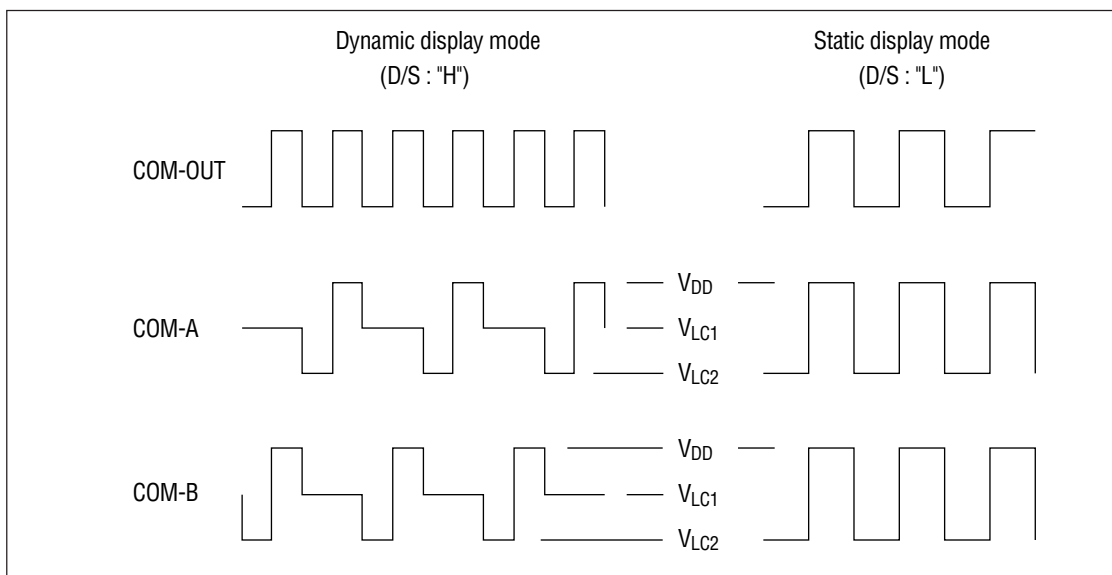 Dynamic display mode
(D/S : "H")
Static display mode
(D/S : "L")
COM-OUT
COM-A
VDD
VLC1
VLC2
COM-B
VDD
VLC1
VLC2